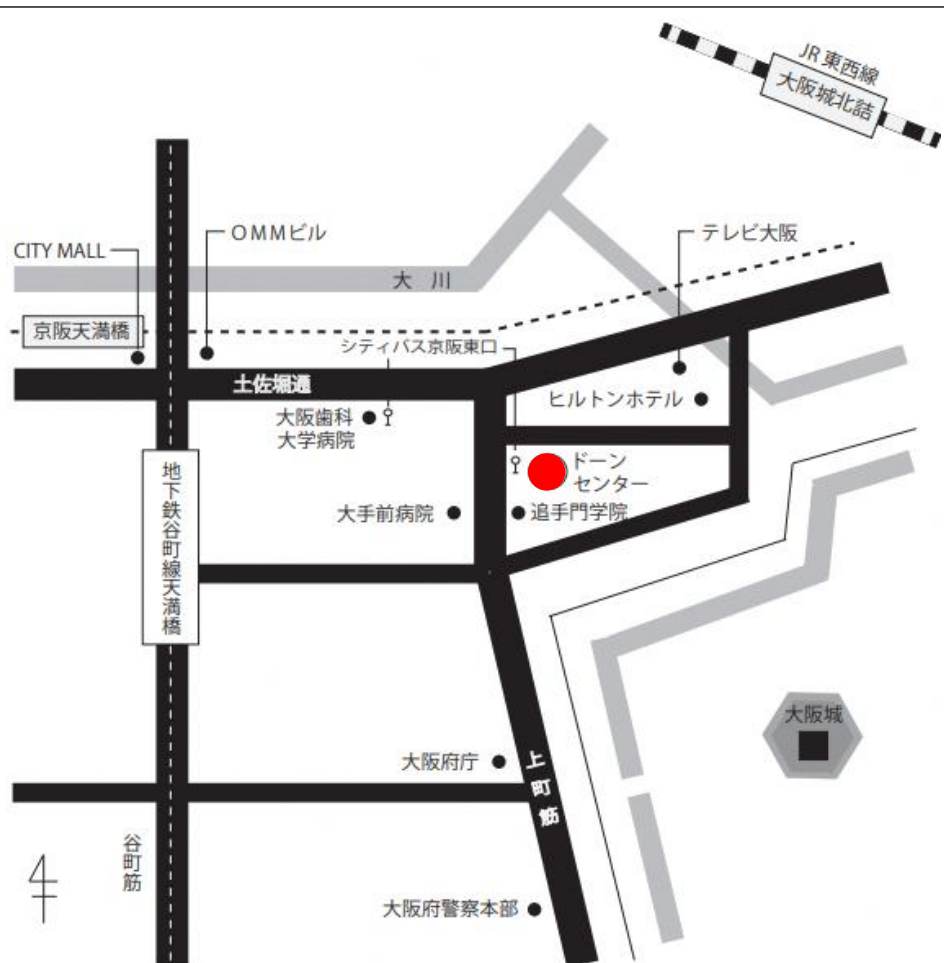 JR 東西線
大阪城北詰
OMMビル
テレビ大阪
CITY MALL
大 川
京阪天満橋
シティバス京阪東口
土佐堀通
ヒルトンホテル
大阪歯科
大学病院
ドーン
センター
大手前病院
追手門学院
地下鉄谷町線天満橋
大阪城
大阪府庁
上町筋
谷町筋
大阪府警察本部